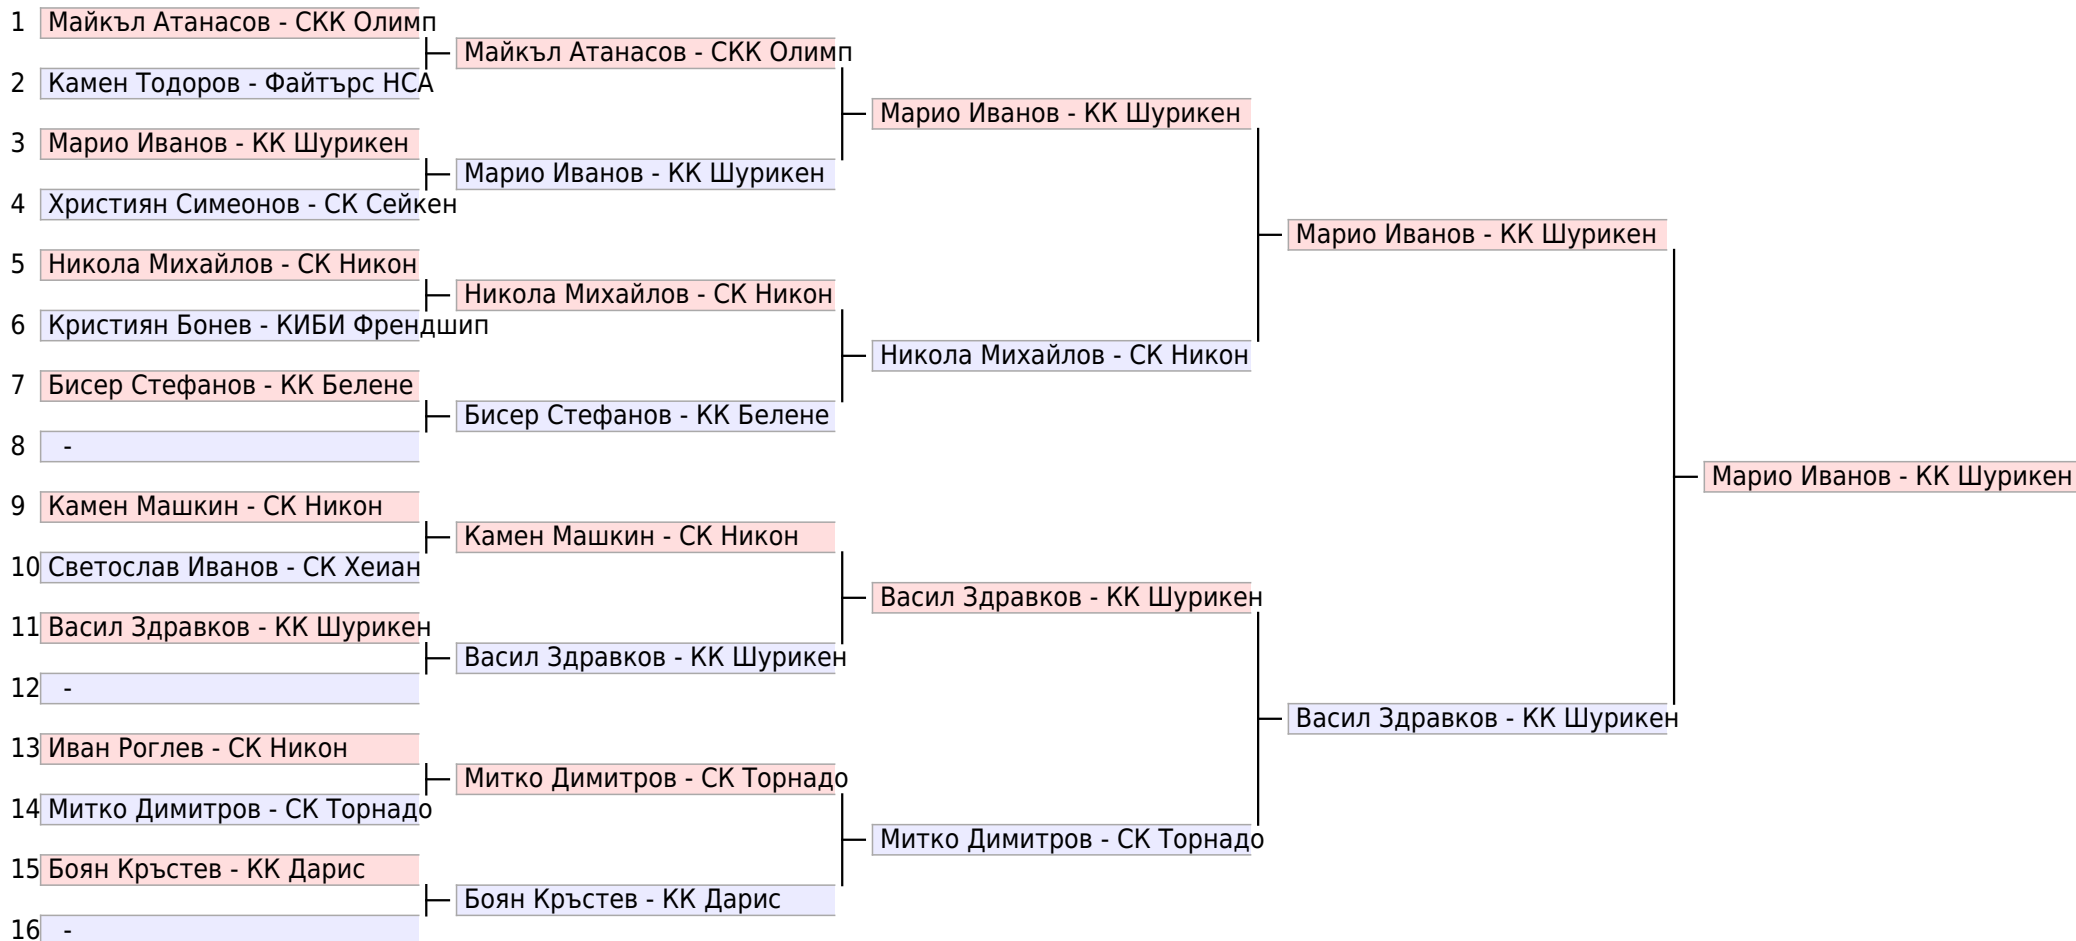 1 Майкъл Атанасов - СКК Олимп
Майкъл Атанасов - СКК Олимп
2 Камен Тодоров - Файтърс НСА
Марио Иванов - КК Шурикен
3 Марио Иванов - КК Шурикен
Марио Иванов - КК Шурикен
4 Християн Симеонов - СК Сейкен
Марио Иванов - КК Шурикен
5 Никола Михайлов - СК Никон
Никола Михайлов - СК Никон
6 Кристиян Бонев - КИБИ Френдшип
Никола Михайлов - СК Никон
7 Бисер Стефанов - КК Белене
Бисер Стефанов - КК Белене
8 -
Марио Иванов - КК Шурикен
9 Камен Машкин - СК Никон
Камен Машкин - СК Никон
10 Светослав Иванов - СК Хеиан
Васил Здравков - КК Шурикен
11 Васил Здравков - КК Шурикен
Васил Здравков - КК Шурикен
12 -
Васил Здравков - КК Шурикен
13 Иван Роглев - СК Никон
Митко Димитров - СК Торнадо
14 Митко Димитров - СК Торнадо
Митко Димитров - СК Торнадо
15 Боян Кръстев - КК Дарис
Боян Кръстев - КК Дарис
16 -